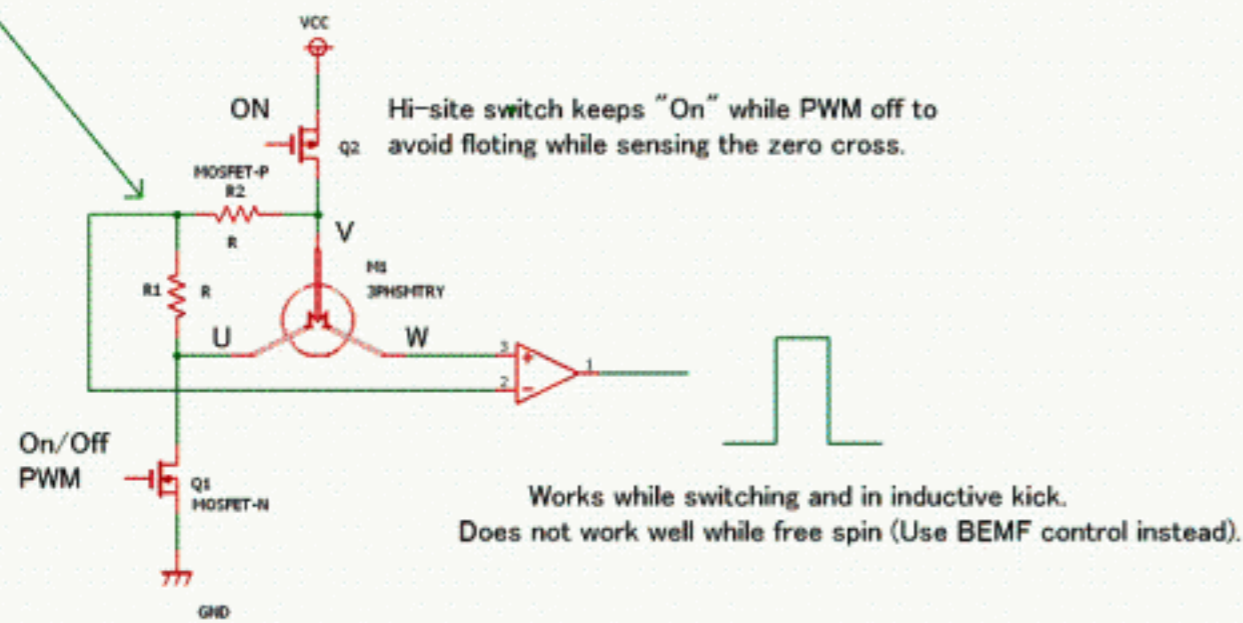 VCC
ON
Hi-site switch keeps "On" while PWM off to
Q2
avoid floting while sensing the zero cross.
MOSFET-P
R2
R
V
M1
3PHSMTRY
R1
R
U
W
3
2
1
On/Off
PWM
Q1
MOSFET-N
Works while switching and in inductive kick.
Does not work well while free spin (Use BEMF control instead).
GND